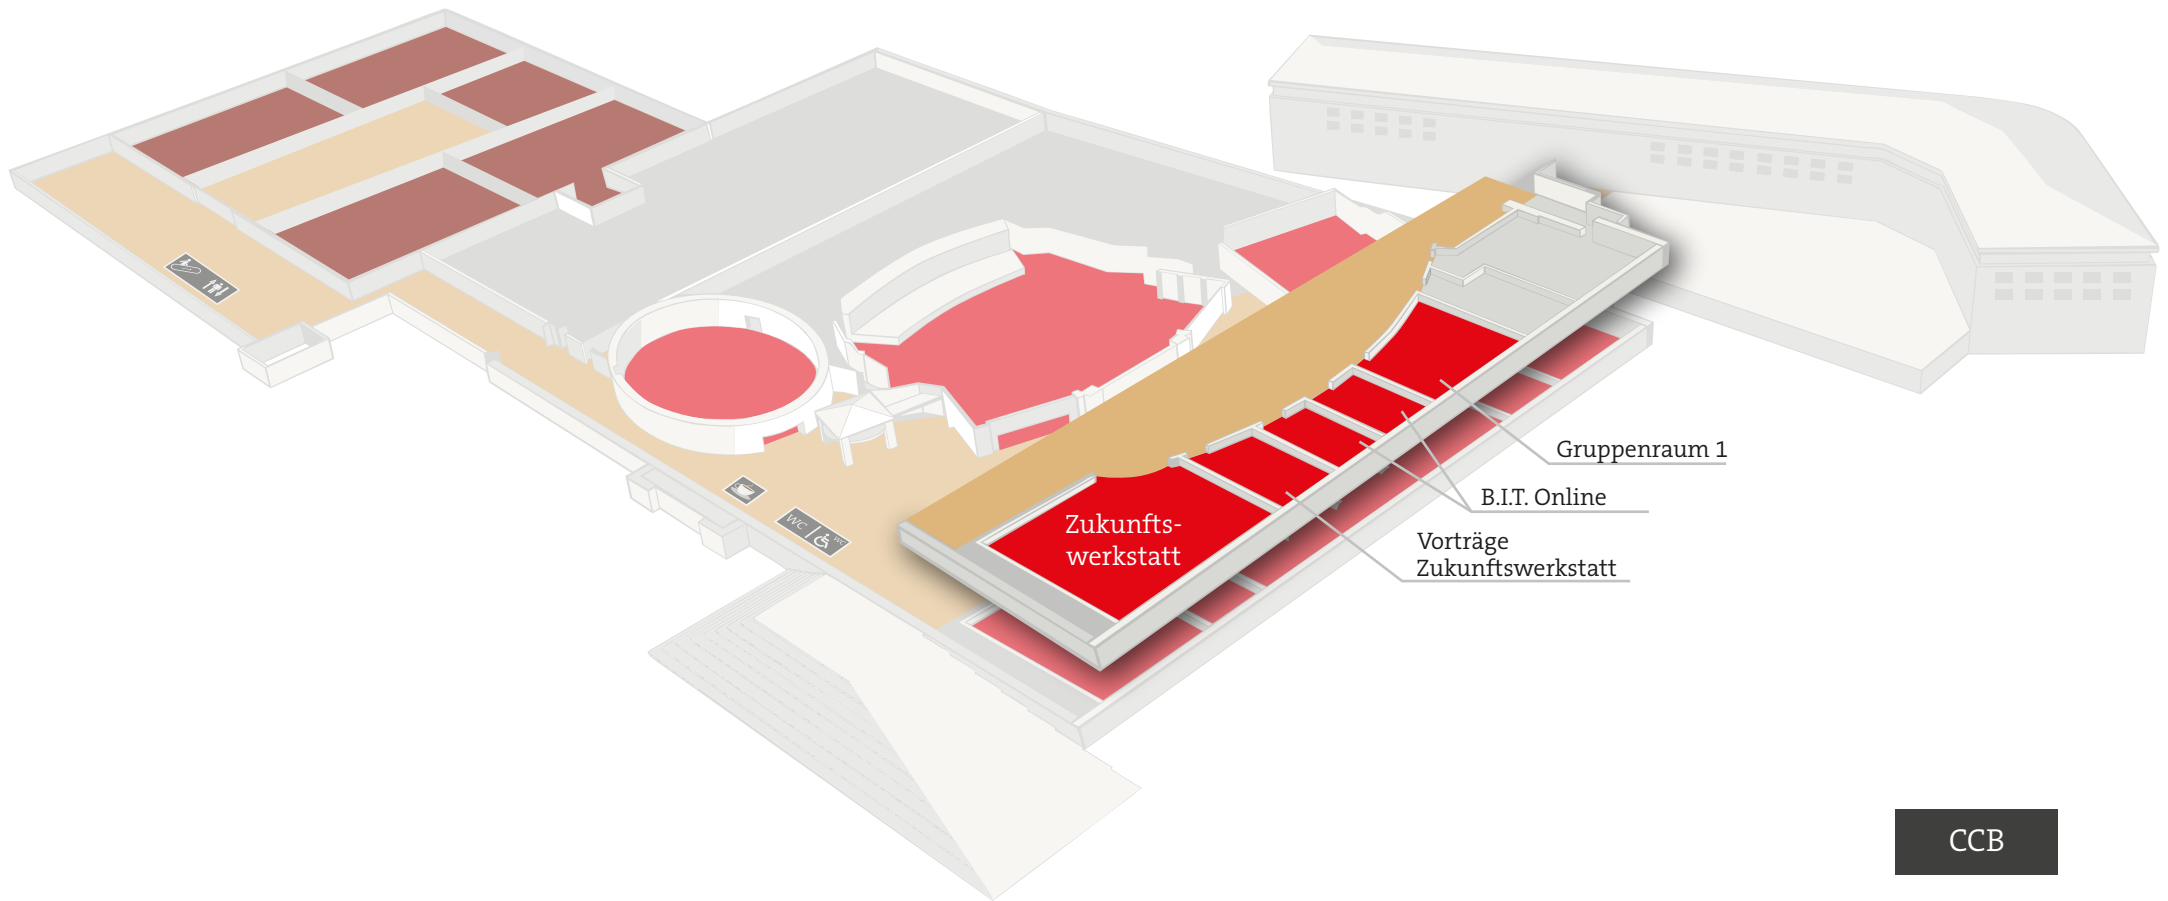 Gruppenraum 1
B.I.T. Online
WC
WC
Zukunfts-
werkstatt
Vorträge
Zukunftswerkstatt
CCB